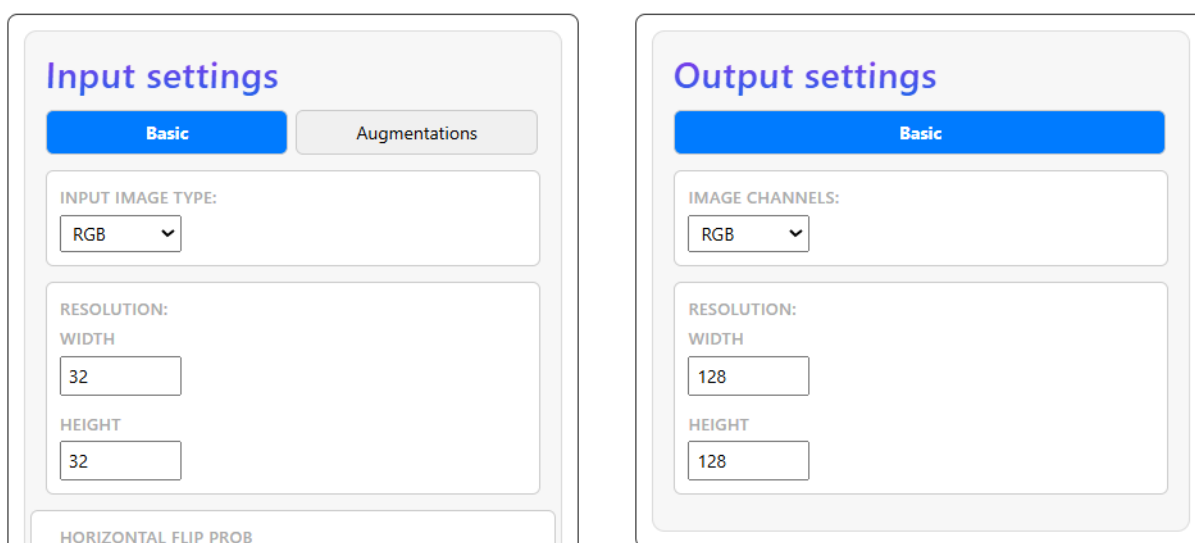 Input settings
Basic
Augmentations
INPUT IMAGE TYPE:
RGB
RESOLUTION:
WIDTH
32
HEIGHT
32
HORIZONTAL FLIP PROB
Output settings
Basic
IMAGE CHANNELS:
RGB
RESOLUTION:
WIDTH
128
HEIGHT
128